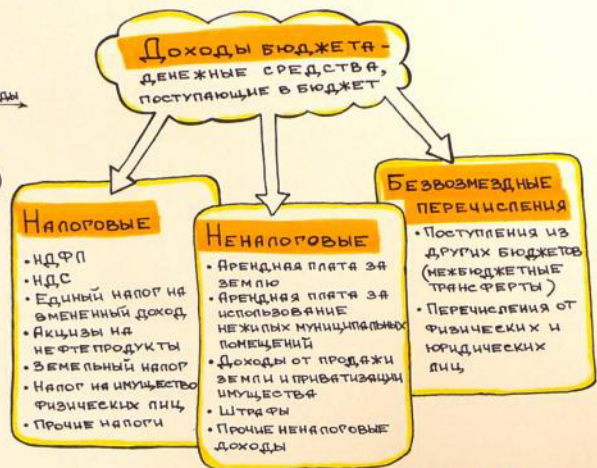 Доходы бюджета -
денежные средства,
поступающие в бюджет
Налоговые
• НДФЛ
• НДС
• Единый налог на
вмененный доход
• Акцизы на
нефтепродукты
• Земельный налог
• Налог на имущество
физических лиц
• Прочие налоги
Неналоговые
• Арендная плата за
землю
• Арендная плата за
использование
нежилых муниципальных
помещений
• Доходы от продажи
земли и приватизации
имущества
• Штрафы
• Прочие неналоговые
доходы
Безвозмездные
перечисления
• Поступления из
других бюджетов
(межбюджетные
трансферты)
• Перечисления от
физических и
юридических
лиц